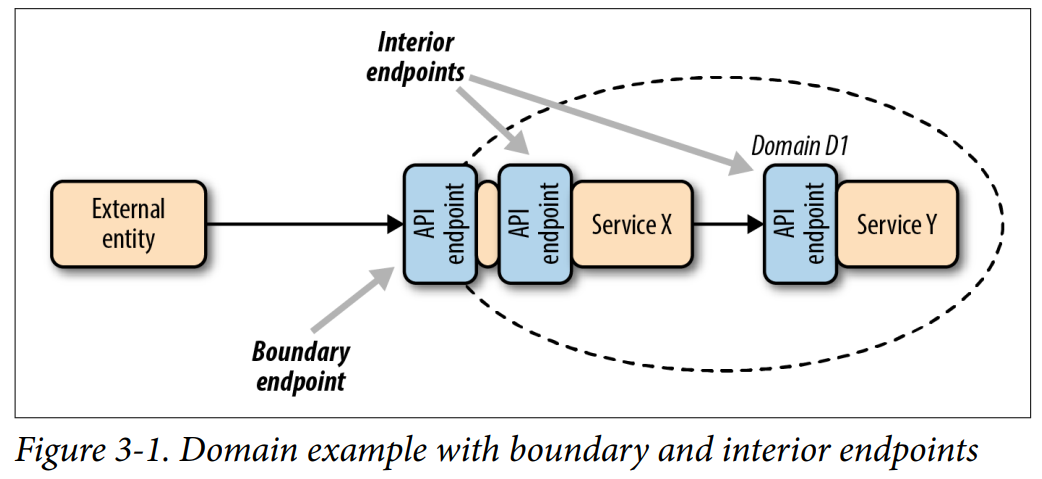 Interior
endpoints
Domain D1
External
entity
API
endpoint
API
endpoint
Service X
API
endpoint
Service Y
Boundary
endpoint
Figure 3-1. Domain example with boundary and interior endpoints